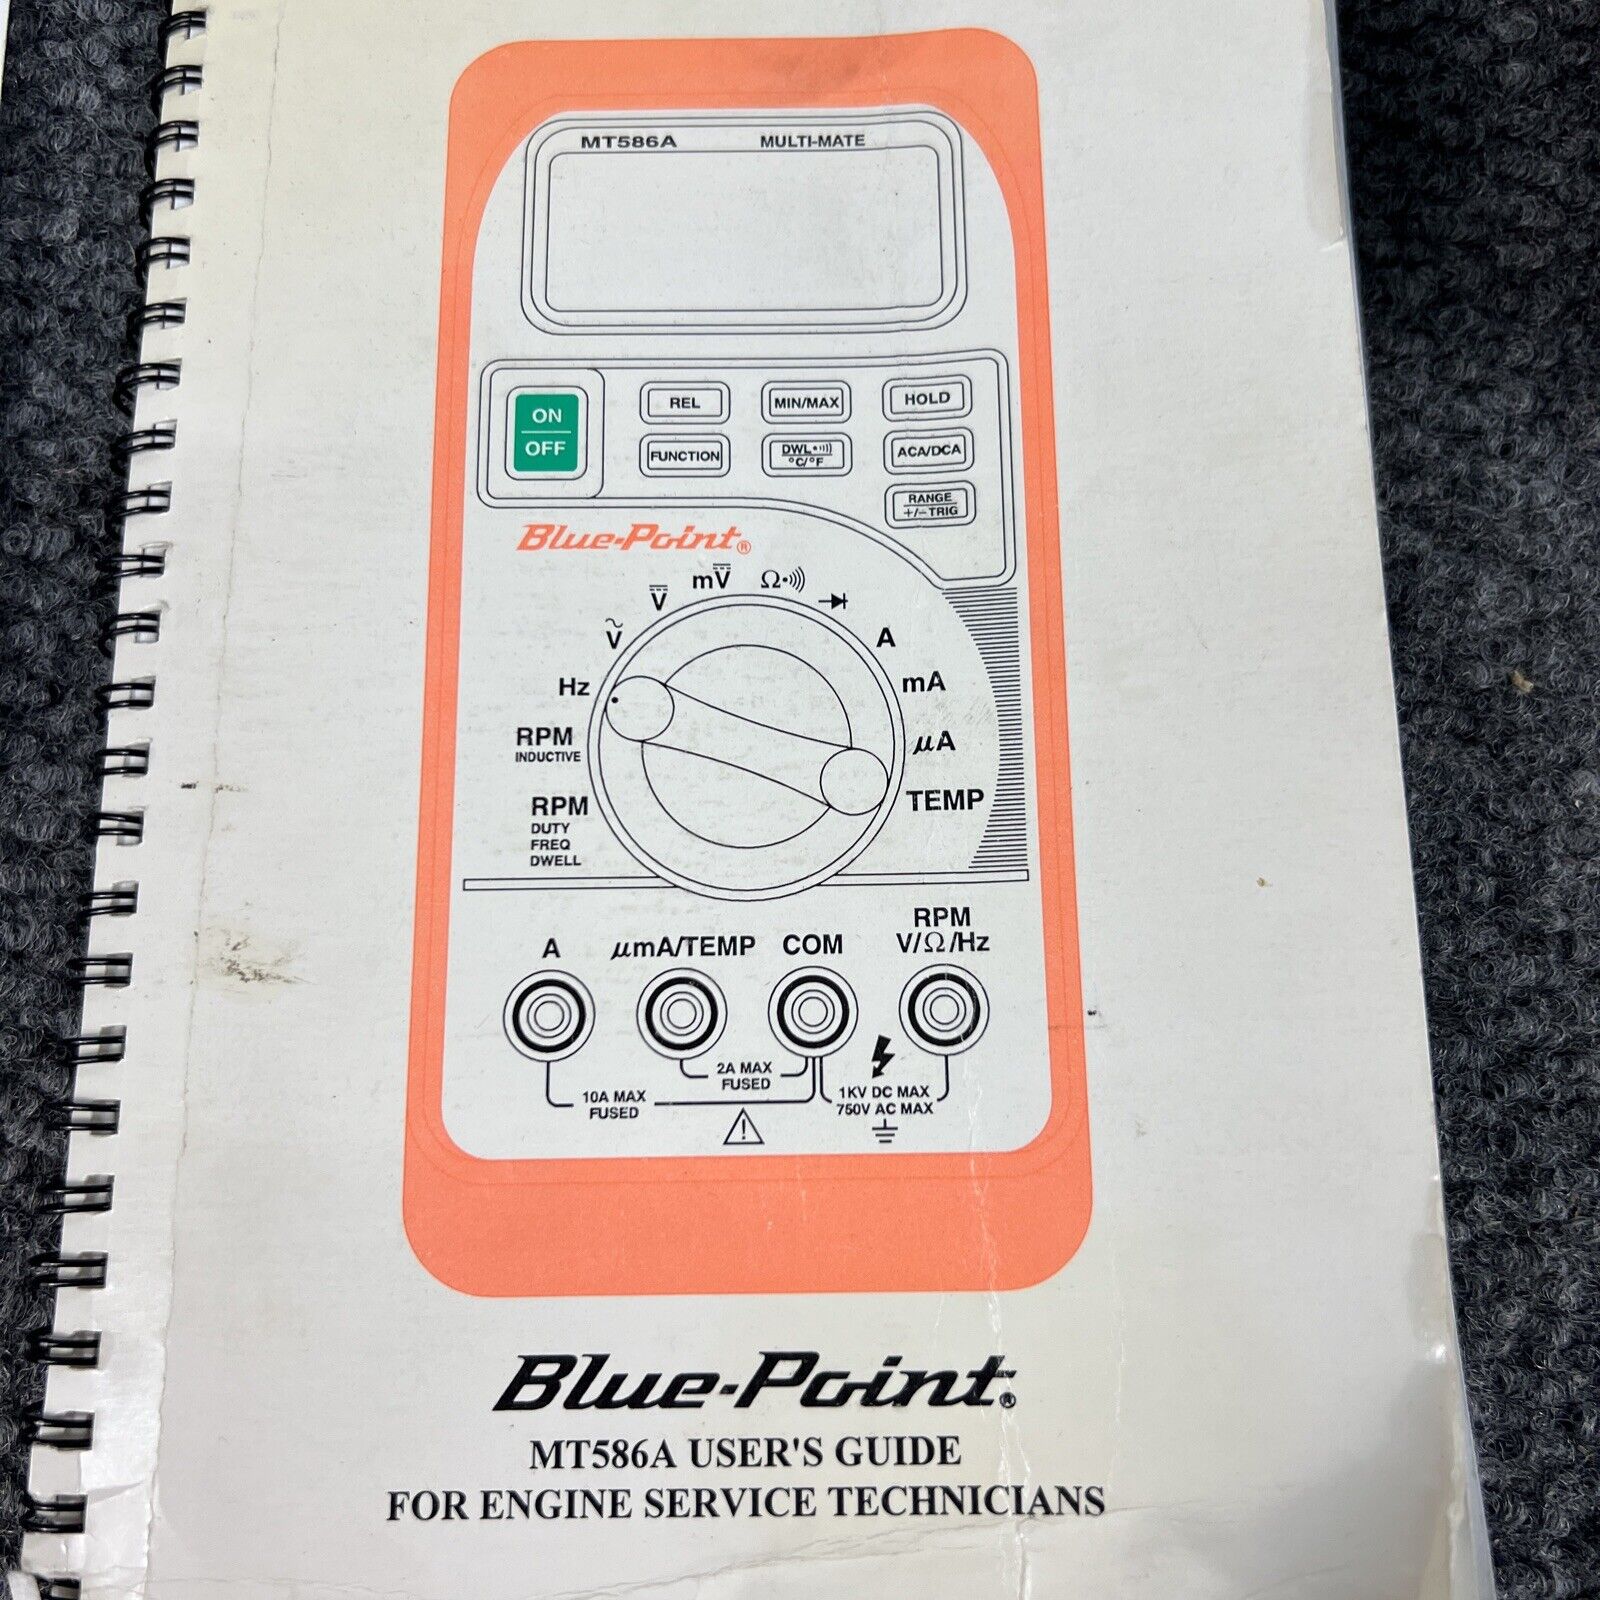 MT586A MULTI-MATE
ON
OFF
REL
MIN/MAX
HOLD
FUNCTION
DWL•)))
°C/°F
ACA/DCA
RANGE
+/−TRIG
Blue-Point®
mV
Ω•)))
V
V
A
Hz
mA
RPM
INDUCTIVE
µA
RPM
DUTY
FREQ
DWELL
TEMP
A
µmA/TEMP
COM
RPM
V/Ω/Hz
2A MAX
FUSED
10A MAX
FUSED
1KV DC MAX
750V AC MAX
Blue-Point®
MT586A USER'S GUIDE
FOR ENGINE SERVICE TECHNICIANS